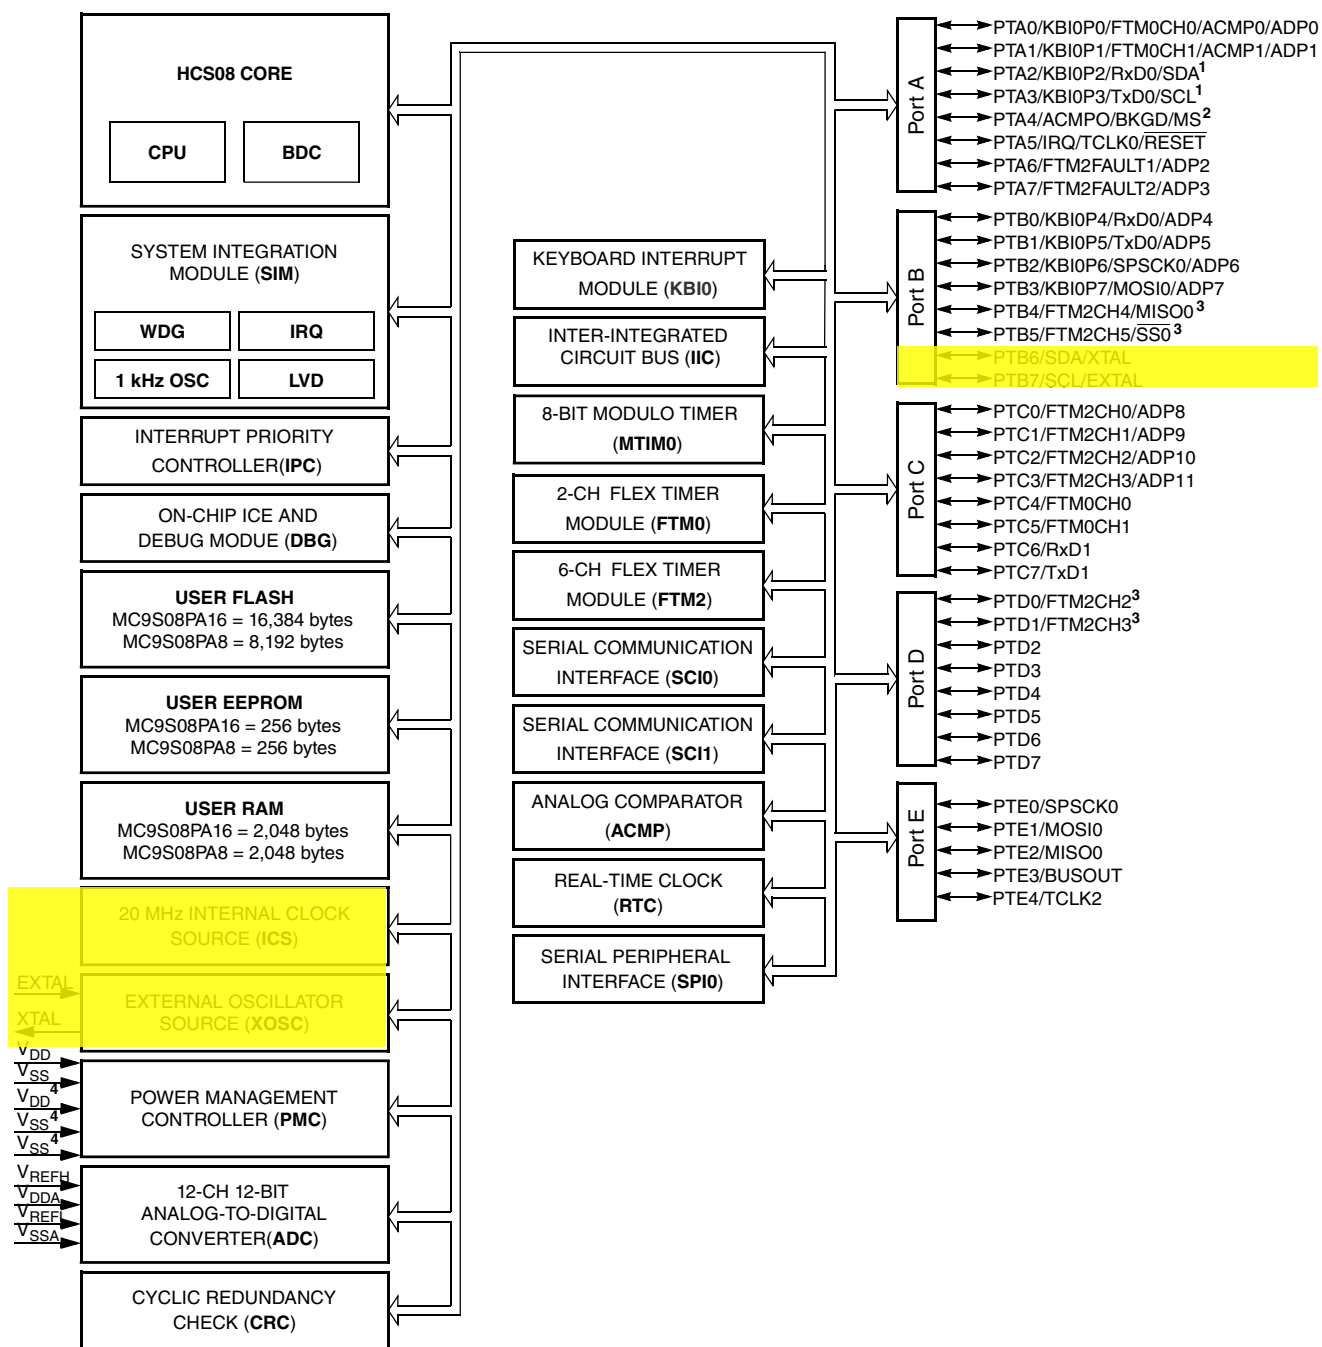 HCS08 CORE
CPU
BDC
SYSTEM INTEGRATION
MODULE (SIM)
WDG
IRQ
1 kHz OSC
LVD
INTERRUPT PRIORITY
CONTROLLER(IPC)
ON-CHIP ICE AND
DEBUG MODUE (DBG)
USER FLASH
MC9S08PA16 = 16,384 bytes
MC9S08PA8 = 8,192 bytes
USER EEPROM
MC9S08PA16 = 256 bytes
MC9S08PA8 = 256 bytes
USER RAM
MC9S08PA16 = 2,048 bytes
MC9S08PA8 = 2,048 bytes
20 MHz INTERNAL CLOCK
SOURCE (ICS)
EXTAL
XTAL
EXTERNAL OSCILLATOR
SOURCE (XOSC)
VDD
VSS
VDD4
VSS4
VSS4
POWER MANAGEMENT
CONTROLLER (PMC)
VREFH
VDDA
VREFL
VSSA
12-CH 12-BIT
ANALOG-TO-DIGITAL
CONVERTER(ADC)
CYCLIC REDUNDANCY
CHECK (CRC)
KEYBOARD INTERRUPT
MODULE (KBI0)
INTER-INTEGRATED
CIRCUIT BUS (IIC)
8-BIT MODULO TIMER
(MTIM0)
2-CH FLEX TIMER
MODULE (FTM0)
6-CH FLEX TIMER
MODULE (FTM2)
SERIAL COMMUNICATION
INTERFACE (SCI0)
SERIAL COMMUNICATION
INTERFACE (SCI1)
ANALOG COMPARATOR
(ACMP)
REAL-TIME CLOCK
(RTC)
SERIAL PERIPHERAL
INTERFACE (SPI0)
Port A
PTA0/KBI0P0/FTM0CH0/ACMP0/ADP0
PTA1/KBI0P1/FTM0CH1/ACMP1/ADP1
PTA2/KBI0P2/RxD0/SDA1
PTA3/KBI0P3/TxD0/SCL1
PTA4/ACMPO/BKGD/MS2
PTA5/IRQ/TCLK0/RESET
PTA6/FTM2FAULT1/ADP2
PTA7/FTM2FAULT2/ADP3
Port B
PTB0/KBI0P4/RxD0/ADP4
PTB1/KBI0P5/TxD0/ADP5
PTB2/KBI0P6/SPSCK0/ADP6
PTB3/KBI0P7/MOSI0/ADP7
PTB4/FTM2CH4/MISO03
PTB5/FTM2CH5/SS03
PTB6/SDA/XTAL
PTB7/SCL/EXTAL
Port C
PTC0/FTM2CH0/ADP8
PTC1/FTM2CH1/ADP9
PTC2/FTM2CH2/ADP10
PTC3/FTM2CH3/ADP11
PTC4/FTM0CH0
PTC5/FTM0CH1
PTC6/RxD1
PTC7/TxD1
Port D
PTD0/FTM2CH23
PTD1/FTM2CH33
PTD2
PTD3
PTD4
PTD5
PTD6
PTD7
Port E
PTE0/SPSCK0
PTE1/MOSI0
PTE2/MISO0
PTE3/BUSOUT
PTE4/TCLK2